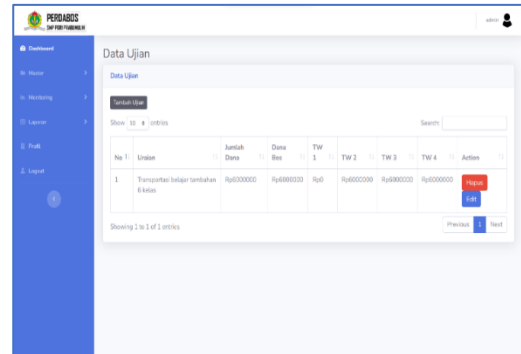 PERDABOS
SMP PGRI PEMBANGUN
admin
Dashboard
Master
Monitoring
Laporan
Profil
Logout
Data Ujian
Data Ujian
Tambah Ujian
Show 10 entries
Search:
No Uraian Jumlah Dana Dana Bos TW 1 TW 2 TW 3 TW 4 Action
1 Transportasi belajar tambahan 6 kelas Rp6000000 Rp6000000 Rp0 Rp6000000 Rp6000000 Rp6000000 Hapus
Edit
Showing 1 to 1 of 1 entries
Previous 1 Next